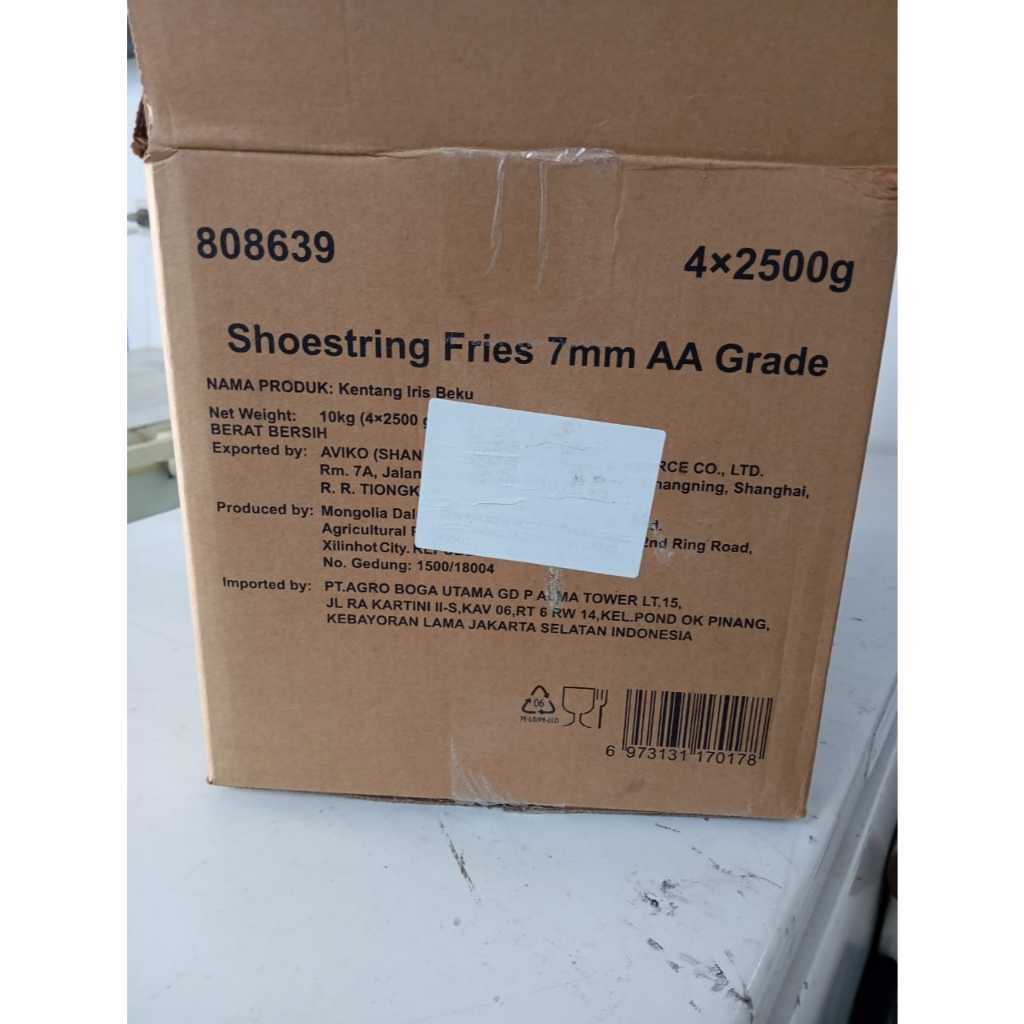 808639
4×2500g
Shoestring Fries 7mm AA Grade
NAMA PRODUK: Kentang Iris Beku
Net Weight: 10kg (4×2500
BERAT BERSIH
Exported by: AVIKO (SHAN RCE CO., LTD.
Rm. 7A, Jalan hangning, Shanghai,
R. R. TIONGK
Produced by: Mongolia Dal d.
Agricultural 2nd Ring Road,
Xilinhot City.
No. Gedung: 1500/18004
Imported by: PT.AGRO BOGA UTAMA GD P ALMA TOWER LT.15,
JL RA KARTINI II-S,KAV 06,RT 6 RW 14,KEL.POND OK PINANG,
KEBAYORAN LAMA JAKARTA SELATAN INDONESIA
06
6 973131 170178